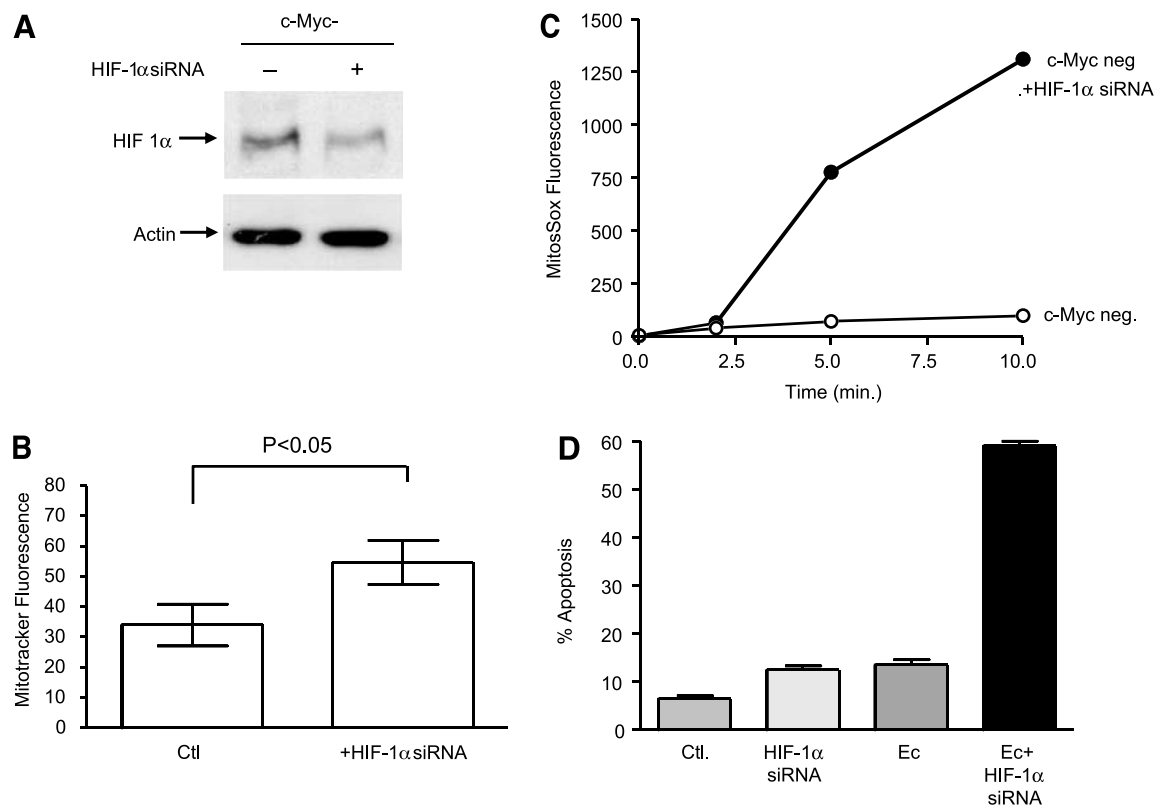 A
c-Myc-
HIF-1αsiRNA
– +
HIF 1α
Actin
B
P<0.05
Mitotracker Fluorescence
80
70
60
50
40
30
20
10
0
Ctl
+HIF-1αsiRNA
C
MitosSox Fluorescence
1500
1250
1000
750
500
250
0
0.0 2.5 5.0 7.5 10.0
Time (min.)
c-Myc neg
.+HIF-1α siRNA
c-Myc neg.
D
% Apoptosis
60
50
40
30
20
10
0
Ctl.
HIF-1α
siRNA
Ec
Ec+
HIF-1α
siRNA